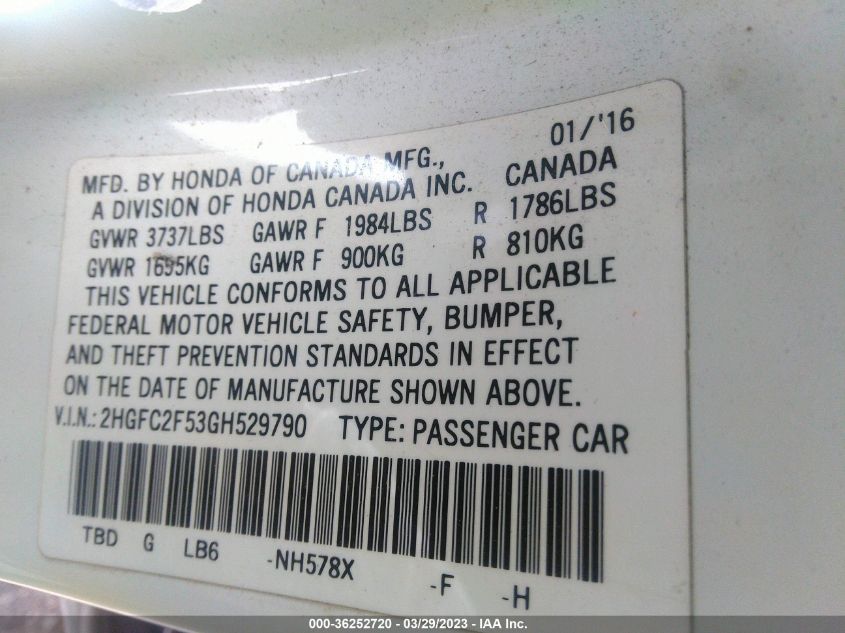 01/'16
MFD. BY HONDA OF CANADA MFG.,
A DIVISION OF HONDA CANADA INC. CANADA
GVWR 3737LBS GAWR F 1984LBS R 1786LBS
GVWR 1695KG GAWR F 900KG R 810KG
THIS VEHICLE CONFORMS TO ALL APPLICABLE
FEDERAL MOTOR VEHICLE SAFETY, BUMPER,
AND THEFT PREVENTION STANDARDS IN EFFECT
ON THE DATE OF MANUFACTURE SHOWN ABOVE.
V.I.N.: 2HGFC2F53GH529790 TYPE: PASSENGER CAR
TBD G LB6 -NH578X -F -H
000-36252720 - 03/29/2023 - IAA Inc.